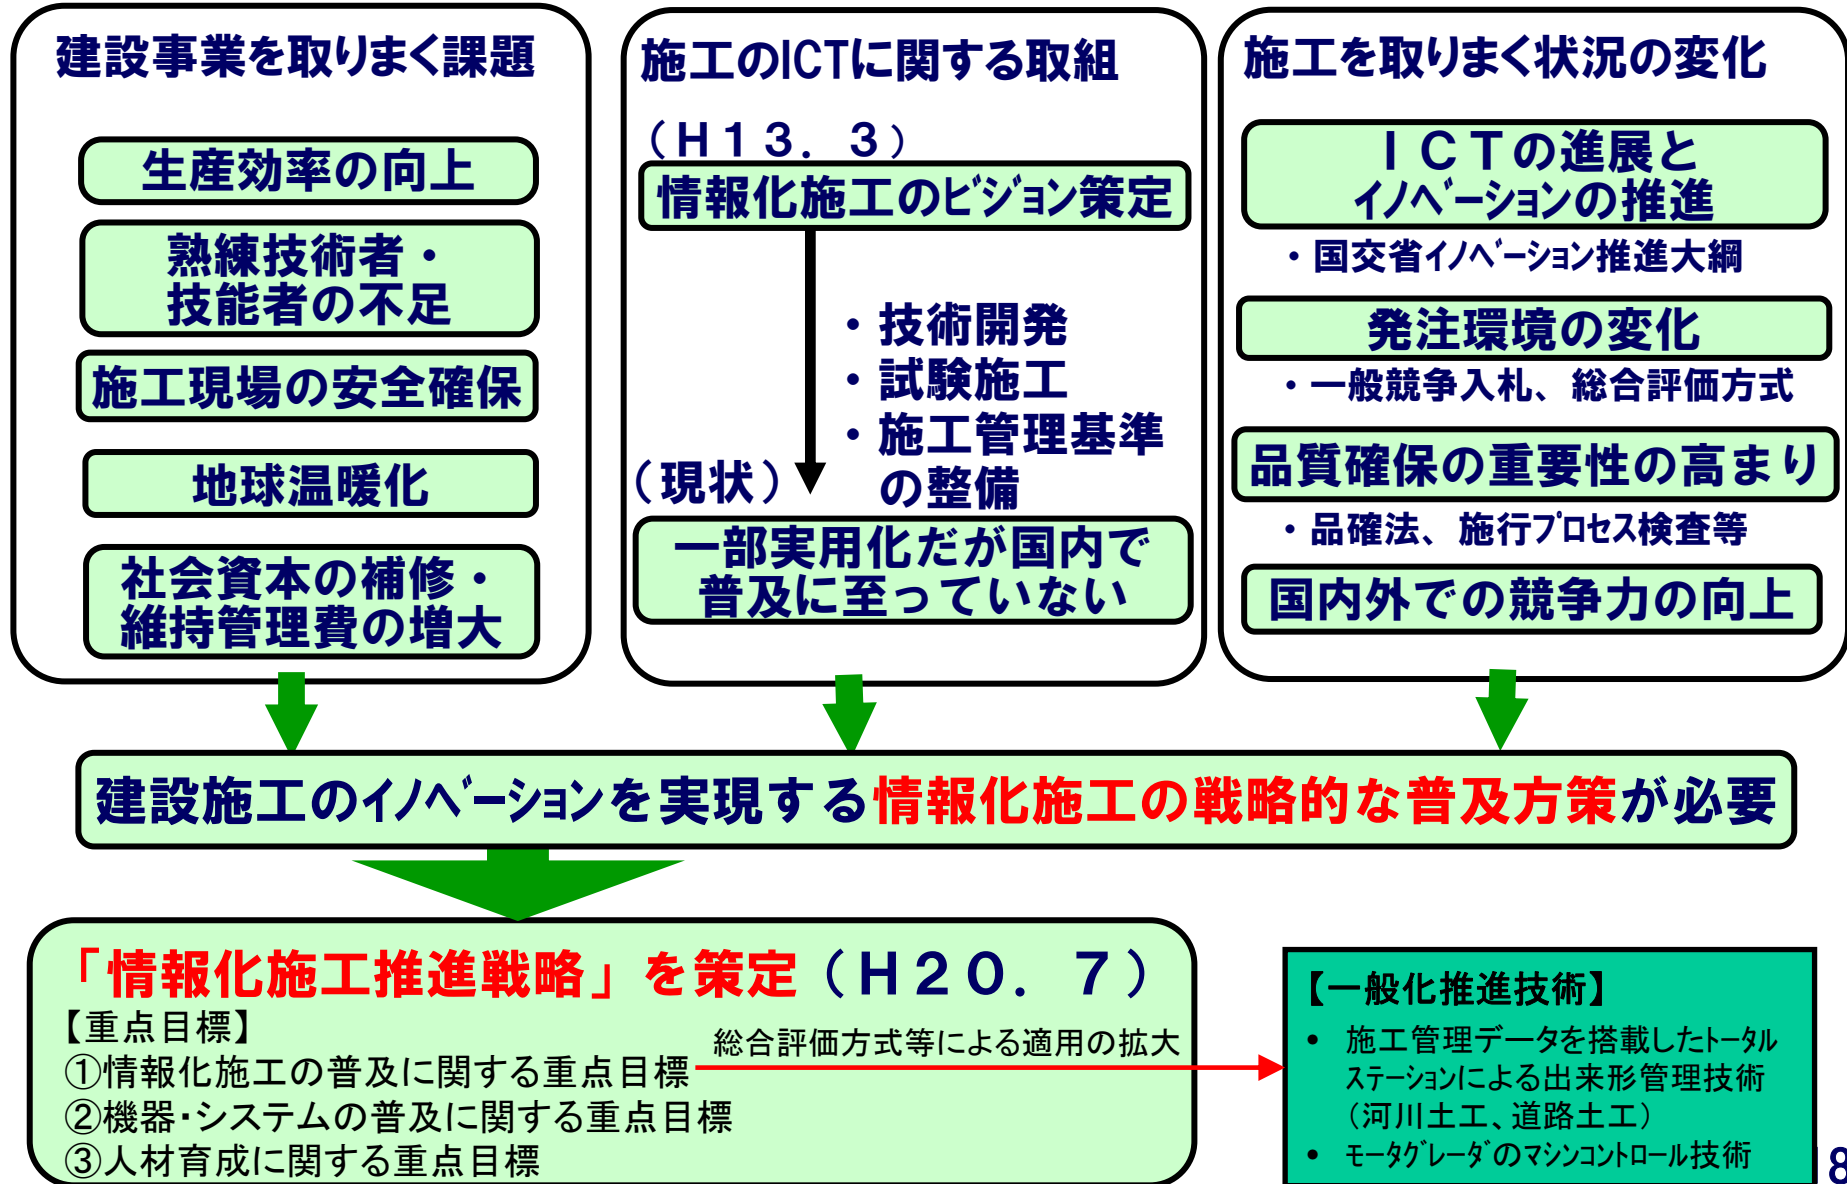 建設事業を取りまく課題
生産効率の向上
熟練技術者・
技能者の不足
施工現場の安全確保
地球温暖化
社会資本の補修・
維持管理費の増大
施工のICTに関する取組
（Ｈ１３．３）
情報化施工のﾋﾞｼﾞｮﾝ策定
・技術開発
・試験施工
・施工管理基準
の整備
（現状）
一部実用化だが国内で
普及に至っていない
施工を取りまく状況の変化
ＩＣＴの進展と
ｲﾉﾍﾞｰｼｮﾝの推進
・国交省ｲﾉﾍﾞｰｼｮﾝ推進大綱
発注環境の変化
・一般競争入札、総合評価方式
品質確保の重要性の高まり
・品確法、施行ﾌﾟﾛｾｽ検査等
国内外での競争力の向上
建設施工のｲﾉﾍﾞｰｼｮﾝを実現する情報化施工の戦略的な普及方策が必要
「情報化施工推進戦略」を策定（Ｈ２０．７）
【重点目標】
①情報化施工の普及に関する重点目標
②機器・システムの普及に関する重点目標
③人材育成に関する重点目標
総合評価方式等による適用の拡大
【一般化推進技術】
• 施工管理データを搭載したﾄｰﾀﾙ
ｽﾃｰｼｮﾝによる出来形管理技術
（河川土工、道路土工）
• ﾓｰﾀｸﾞﾚｰﾀﾞのﾏｼﾝｺﾝﾄﾛｰﾙ技術
8